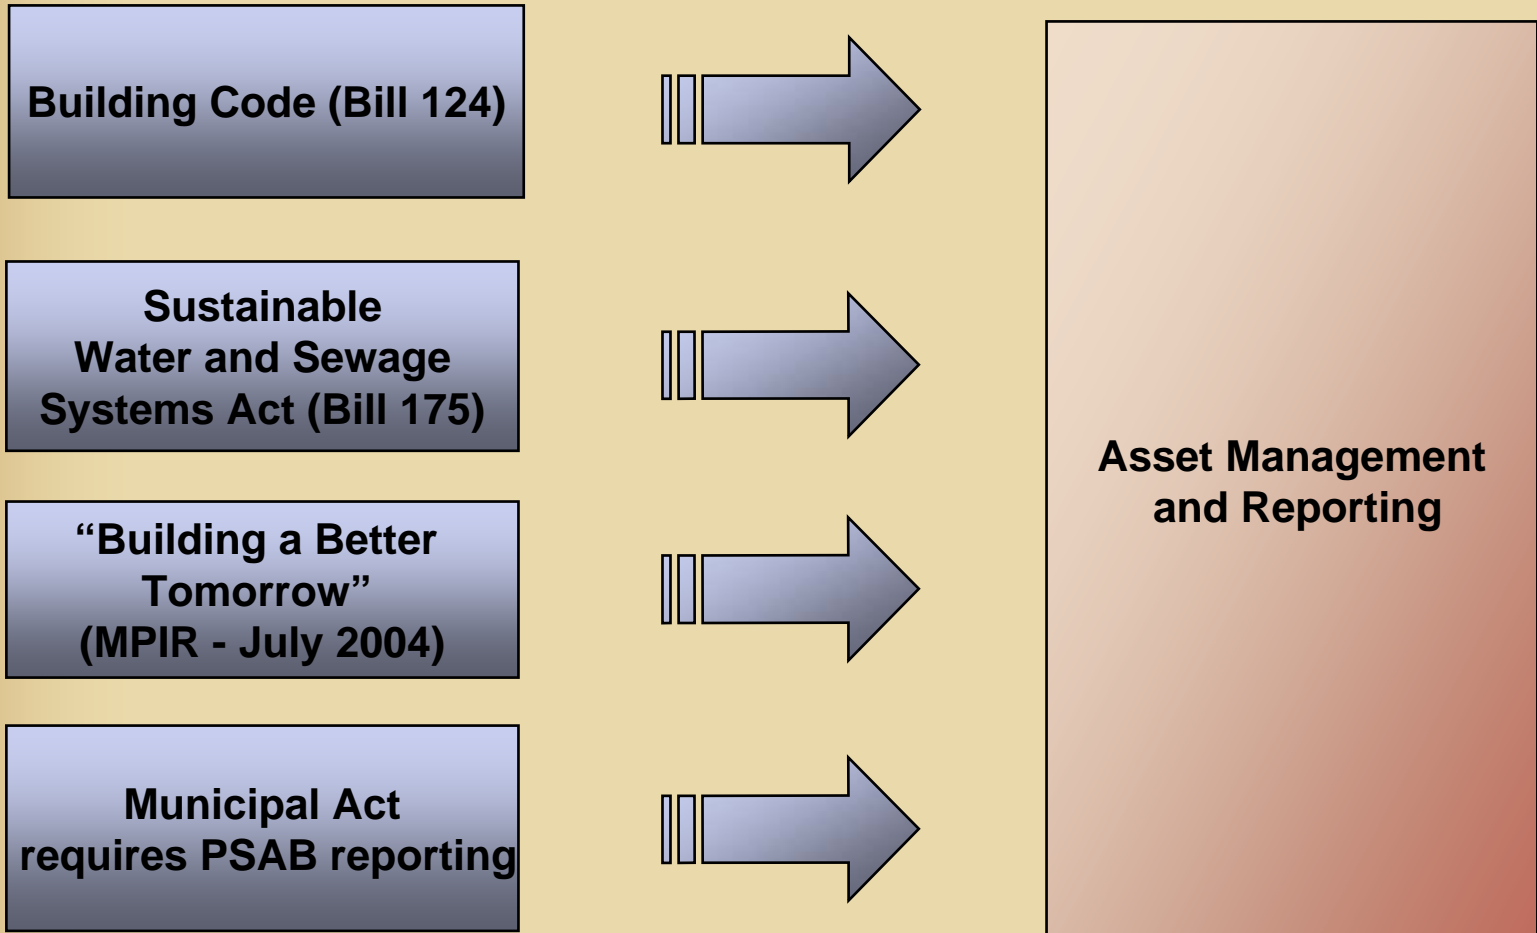 Building Code (Bill 124)
Sustainable
Water and Sewage
Systems Act (Bill 175)
“Building a Better
Tomorrow”
(MPIR - July 2004)
Municipal Act
requires PSAB reporting
Asset Management
and Reporting